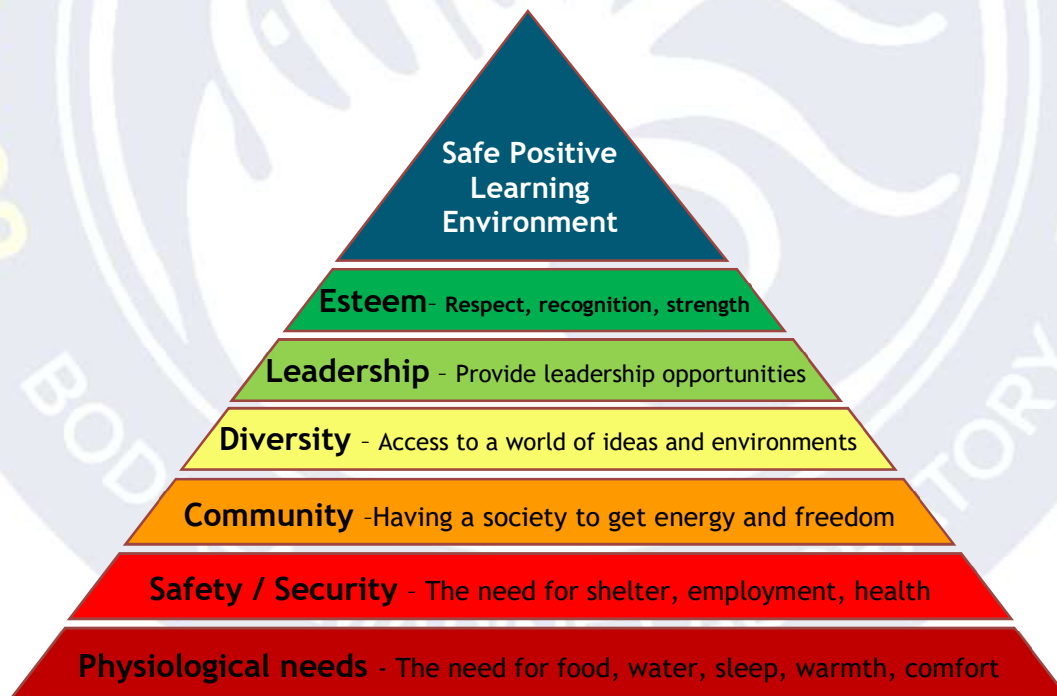 Safe Positive
Learning
Environment
Esteem– Respect, recognition, strength
Leadership – Provide leadership opportunities
Diversity – Access to a world of ideas and environments
Community –Having a society to get energy and freedom
Safety / Security – The need for shelter, employment, health
Physiological needs - The need for food, water, sleep, warmth, comfort